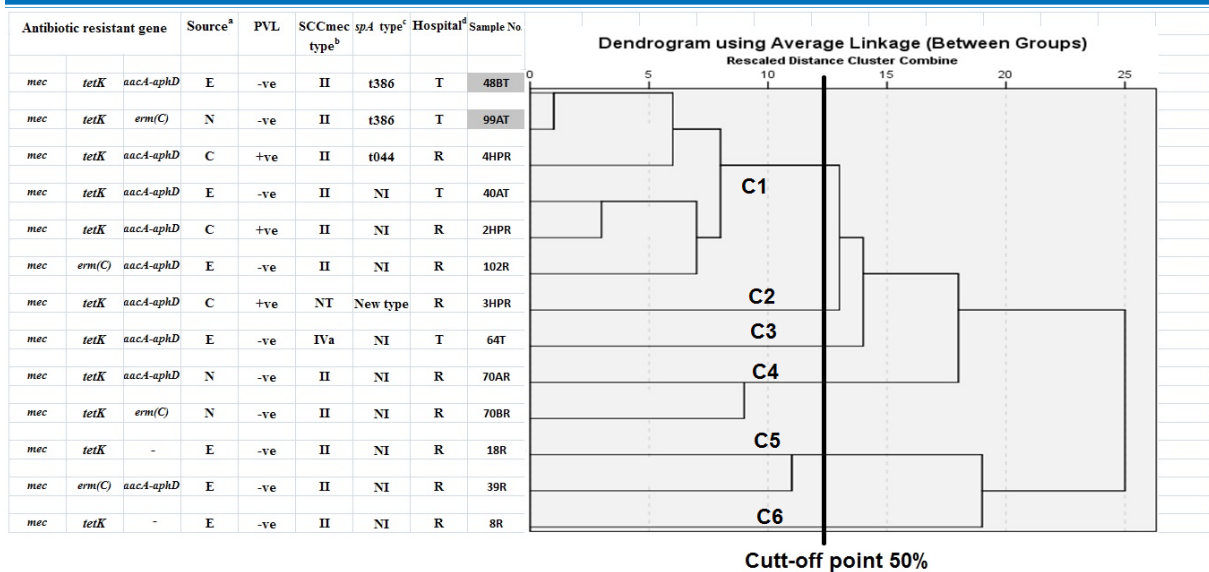 Antibiotic resistant gene Source^a PVL SCCmec type^b spA type^c Hospital^d Sample No.
mec tetK aacA-aphD E -ve II t386 T 48BT
mec tetK erm(C) N -ve II t386 T 99AT
mec tetK aacA-aphD C +ve II t044 R 4HPR
mec tetK aacA-aphD E -ve II NI T 40AT
mec tetK aacA-aphD C +ve II NI R 2HPR
mec erm(C) aacA-aphD E -ve II NI R 102R
mec tetK aacA-aphD C +ve NT New type R 3HPR
mec tetK aacA-aphD E -ve IVa NI T 64T
mec tetK aacA-aphD N -ve II NI R 70AR
mec tetK erm(C) N -ve II NI R 70BR
mec tetK - E -ve II NI R 18R
mec erm(C) aacA-aphD E -ve II NI R 39R
mec tetK - E -ve II NI R 8R
Dendrogram using Average Linkage (Between Groups)
Rescaled Distance Cluster Combine
0 5 10 15 20 25
C1
C2
C3
C4
C5
C6
Cutt-off point 50%